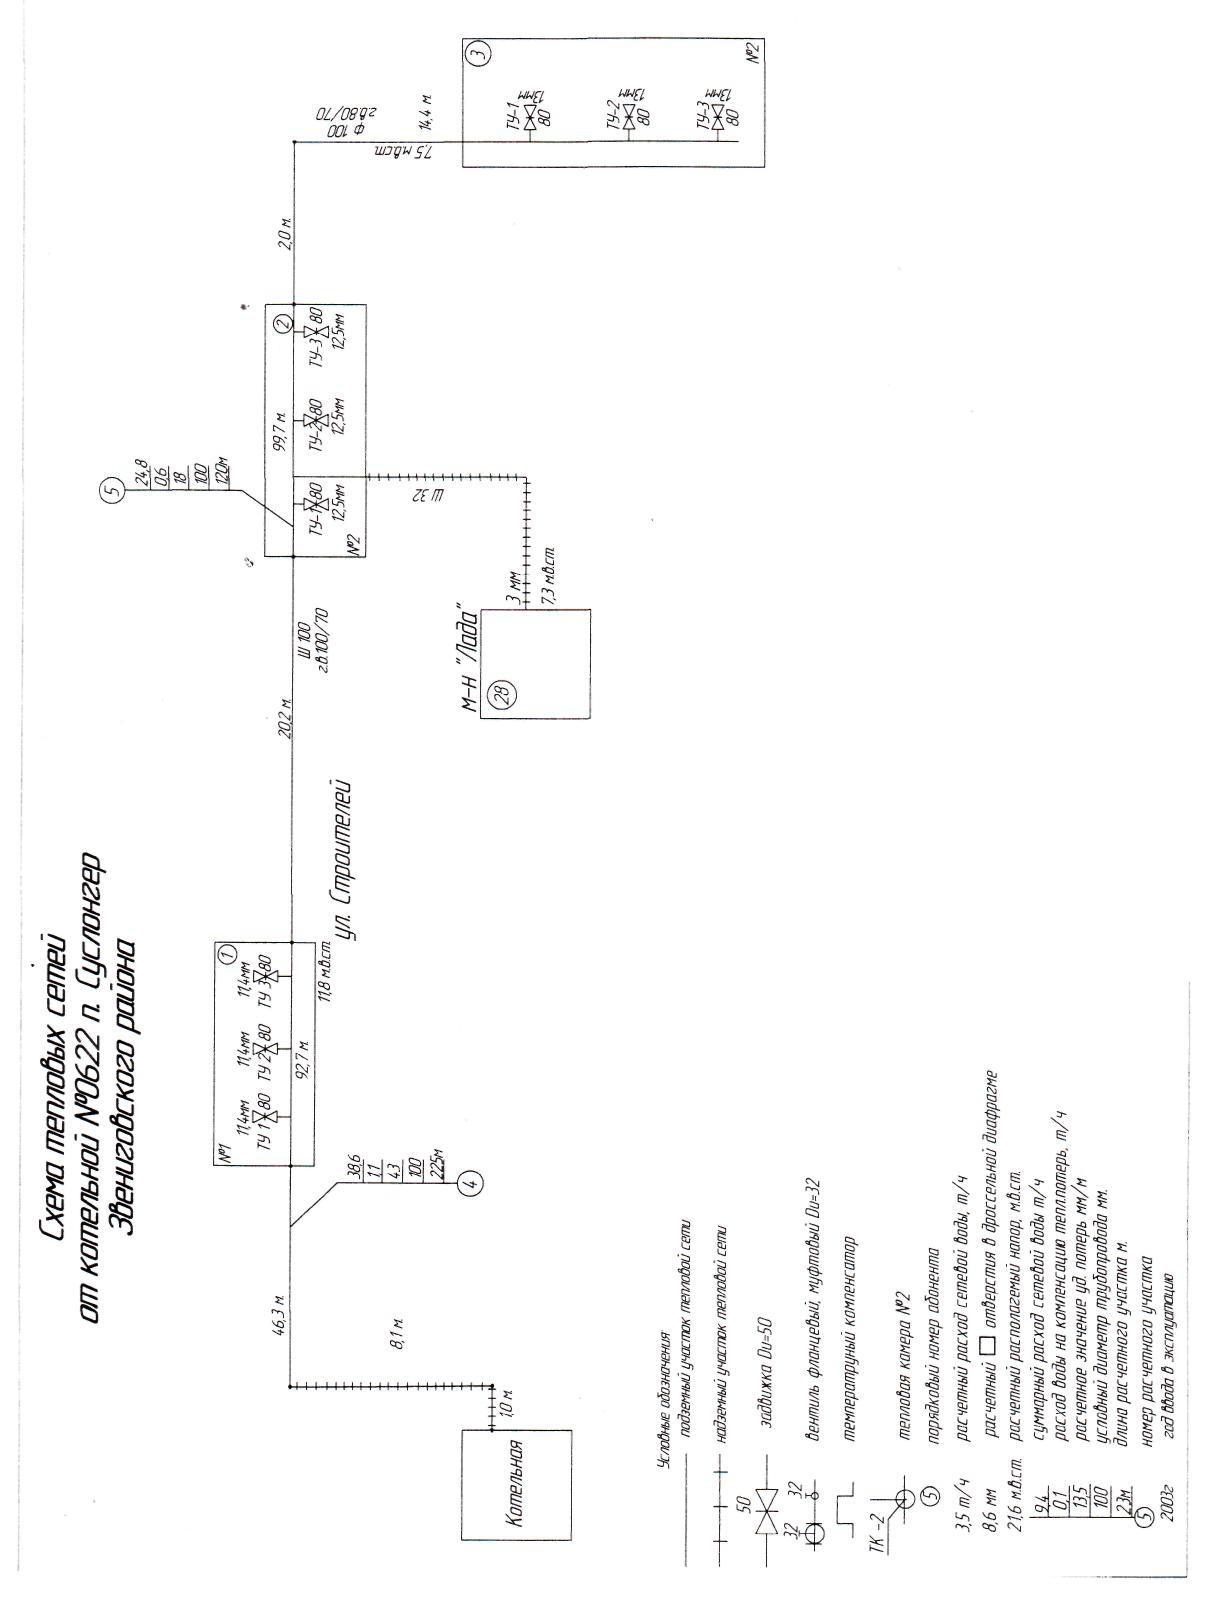 Схема тепловых сетей
от котельной №0622 п. Суслонгер
Звениговского района
Котельная
1,0 м.
8,1 м.
46,3 м.
38,6
1,1
43
100
225м
4
№1
1
ТУ 1 80
11,4мм
ТУ 2 80
11,4мм
ТУ 3 80
11,4мм
92,7 м.
11,8 м.в.ст.
ул. Строителей
20,2 м.
Ш 100
г.в.100/70
5
24,8
0,6
18
100
120м
№2
2
99,7 м.
ТУ-1 80
12,5мм
ТУ-2 80
12,5мм
ТУ-3 80
12,5мм
Ш 32
М-Н "Лада"
28
3 мм
7,3 м.в.ст.
2,0 м.
ф 100
г.в.80/70
7,5 м.в.ст.
14,4 м.
3
№2
ТУ-1
13мм
80
ТУ-2
13мм
80
ТУ-3
13мм
80
Условные обозначения:
подземный участок тепловой сети
надземный участок тепловой сети
50 задвижка Du=50
32 32 вентиль фланцевый, муфтовый Du=32
температруный компенсатор
ТК -2 тепловая камера №2
5 порядковый номер абонента
3,5 т/ч расчетный расход сетевой воды, т/ч
8,6 мм расчетный отверстия в дроссельной диафрагме
21,6 м.в.ст. расчетный располагаемый напор, м.в.ст.
9,4 суммарный расход сетевой воды т/ч
0,1 расход воды на компенсацию тепл.потерь, т/ч
13,5 расчетное значение уд. потерь мм/м
100 условный диаметр трубопровода мм.
23м длина расчетного участка м.
5 номер расчетного участка
2003г год ввода в эксплуатацию